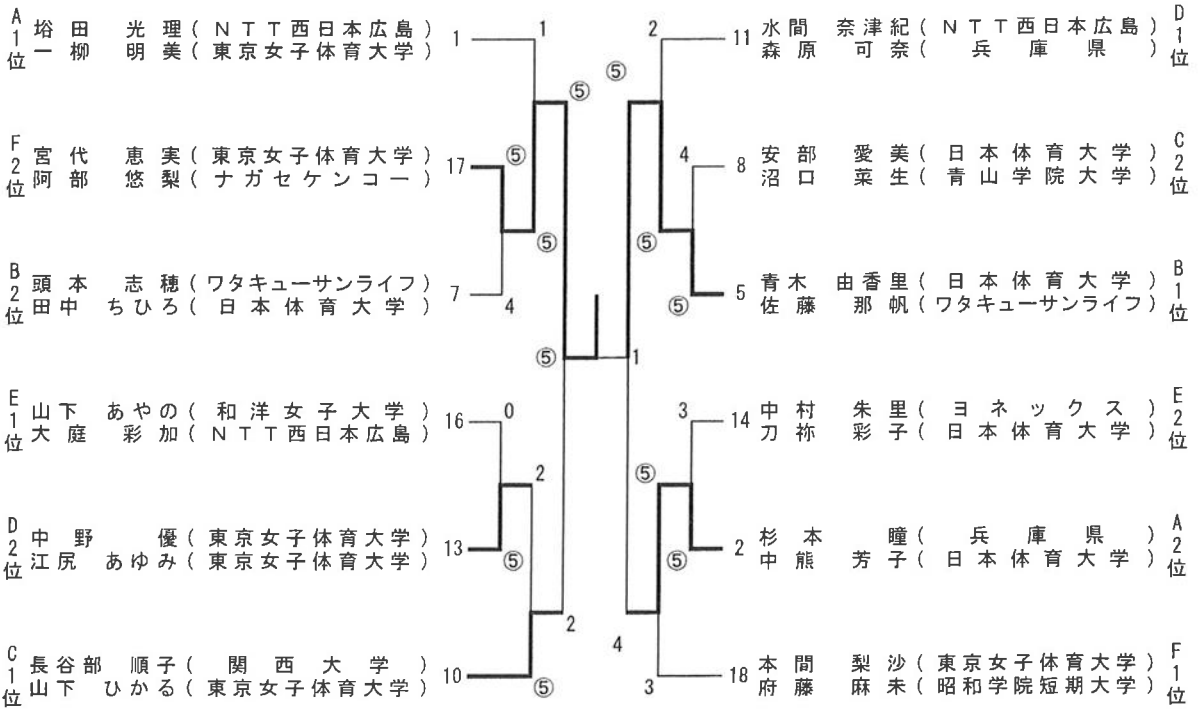 A1位
塔田 光理(NTT西日本広島)
一柳 明美(東京女子体育大学)
1
1
F2位
宮代 恵実(東京女子体育大学)
阿部 悠梨(ナガセケンコー)
17
⑤
⑤
B2位
頭本 志穂(ワタキューサンライフ)
田中 ちひろ(日本体育大学)
7
4
⑤
⑤
E1位
山下 あやの(和洋女子大学)
大庭 彩加(NTT西日本広島)
16
0
2
D2位
中野 優(東京女子体育大学)
江尻 あゆみ(東京女子体育大学)
13
⑤
2
C1位
長谷部 順子(関西大学)
山下 ひかる(東京女子体育大学)
10
⑤
2
11
水間 奈津紀(NTT西日本広島)
森原 可奈(兵庫県)
D1位
⑤
4
8
安部 愛美(日本体育大学)
沼口 菜生(青山学院大学)
C2位
⑤
⑤
5
青木 由香里(日本体育大学)
佐藤 那帆(ワタキューサンライフ)
B1位
1
3
14
中村 朱里(ヨネックス)
刀祢 彩子(日本体育大学)
E2位
⑤
⑤
2
杉本 瞳(兵庫県)
中熊 芳子(日本体育大学)
A2位
4
3
18
本間 梨沙(東京女子体育大学)
府藤 麻未(昭和学院短期大学)
F1位